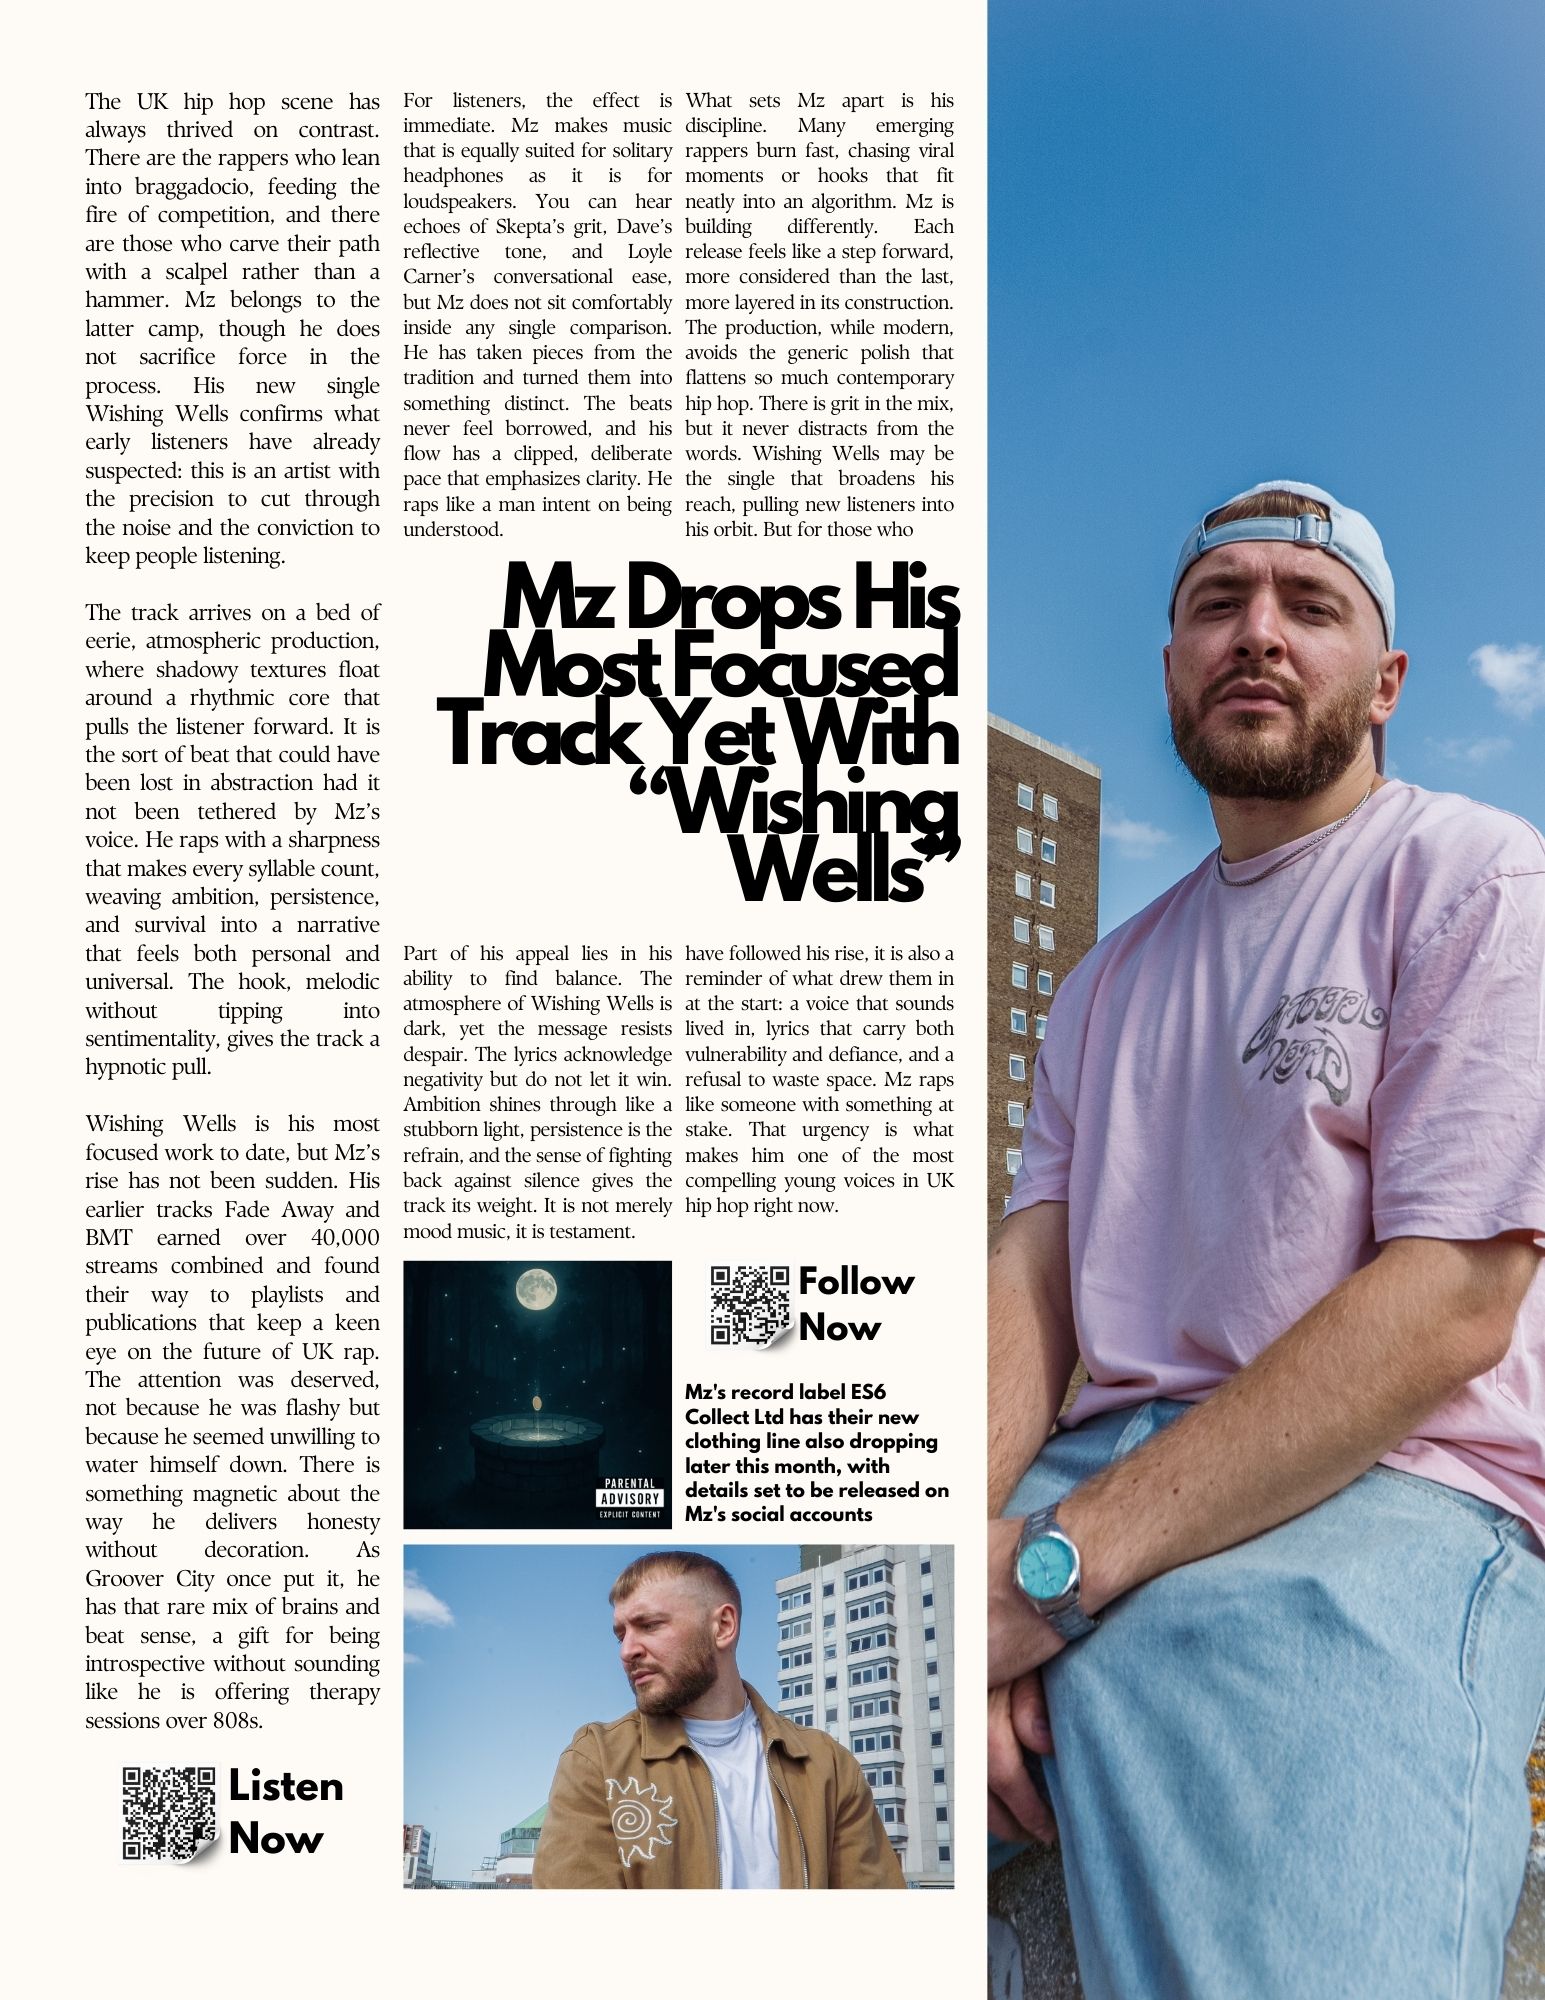 The UK hip hop scene has
always thrived on contrast.
There are the rappers who lean
into braggadocio, feeding the
fire of competition, and there
are those who carve their path
with a scalpel rather than a
hammer. Mz belongs to the
latter camp, though he does
not sacrifice force in the
process. His new single
Wishing Wells confirms what
early listeners have already
suspected: this is an artist with
the precision to cut through
the noise and the conviction to
keep people listening.
The track arrives on a bed of
eerie, atmospheric production,
where shadowy textures float
around a rhythmic core that
pulls the listener forward. It is
the sort of beat that could have
been lost in abstraction had it
not been tethered by Mz’s
voice. He raps with a sharpness
that makes every syllable count,
weaving ambition, persistence,
and survival into a narrative
that feels both personal and
universal. The hook, melodic
without tipping into
sentimentality, gives the track a
hypnotic pull.
Wishing Wells is his most
focused work to date, but Mz’s
rise has not been sudden. His
earlier tracks Fade Away and
BMT earned over 40,000
streams combined and found
their way to playlists and
publications that keep a keen
eye on the future of UK rap.
The attention was deserved,
not because he was flashy but
because he seemed unwilling to
water himself down. There is
something magnetic about the
way he delivers honesty
without decoration. As
Groover City once put it, he
has that rare mix of brains and
beat sense, a gift for being
introspective without sounding
like he is offering therapy
sessions over 808s.
Listen
Now
For listeners, the effect is
immediate. Mz makes music
that is equally suited for solitary
headphones as it is for
loudspeakers. You can hear
echoes of Skepta’s grit, Dave’s
reflective tone, and Loyle
Carner’s conversational ease,
but Mz does not sit comfortably
inside any single comparison.
He has taken pieces from the
tradition and turned them into
something distinct. The beats
never feel borrowed, and his
flow has a clipped, deliberate
pace that emphasizes clarity. He
raps like a man intent on being
understood.
What sets Mz apart is his
discipline. Many emerging
rappers burn fast, chasing viral
moments or hooks that fit
neatly into an algorithm. Mz is
building differently. Each
release feels like a step forward,
more considered than the last,
more layered in its construction.
The production, while modern,
avoids the generic polish that
flattens so much contemporary
hip hop. There is grit in the mix,
but it never distracts from the
words. Wishing Wells may be
the single that broadens his
reach, pulling new listeners into
his orbit. But for those who
Mz Drops His
Most Focused
Track Yet With
“Wishing
Wells”
Part of his appeal lies in his
ability to find balance. The
atmosphere of Wishing Wells is
dark, yet the message resists
despair. The lyrics acknowledge
negativity but do not let it win.
Ambition shines through like a
stubborn light, persistence is the
refrain, and the sense of fighting
back against silence gives the
track its weight. It is not merely
mood music, it is testament.
have followed his rise, it is also a
reminder of what drew them in
at the start: a voice that sounds
lived in, lyrics that carry both
vulnerability and defiance, and a
refusal to waste space. Mz raps
like someone with something at
stake. That urgency is what
makes him one of the most
compelling young voices in UK
hip hop right now.
PARENTAL
ADVISORY
EXPLICIT CONTENT
Follow
Now
Mz's record label ES6
Collect Ltd has their new
clothing line also dropping
later this month, with
details set to be released on
Mz's social accounts